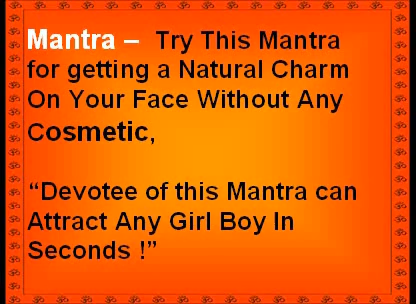 Mantra – Try This Mantra
for getting a Natural Charm
On Your Face Without Any
Cosmetic,
“Devotee of this Mantra can
Attract Any Girl Boy In
Seconds !”